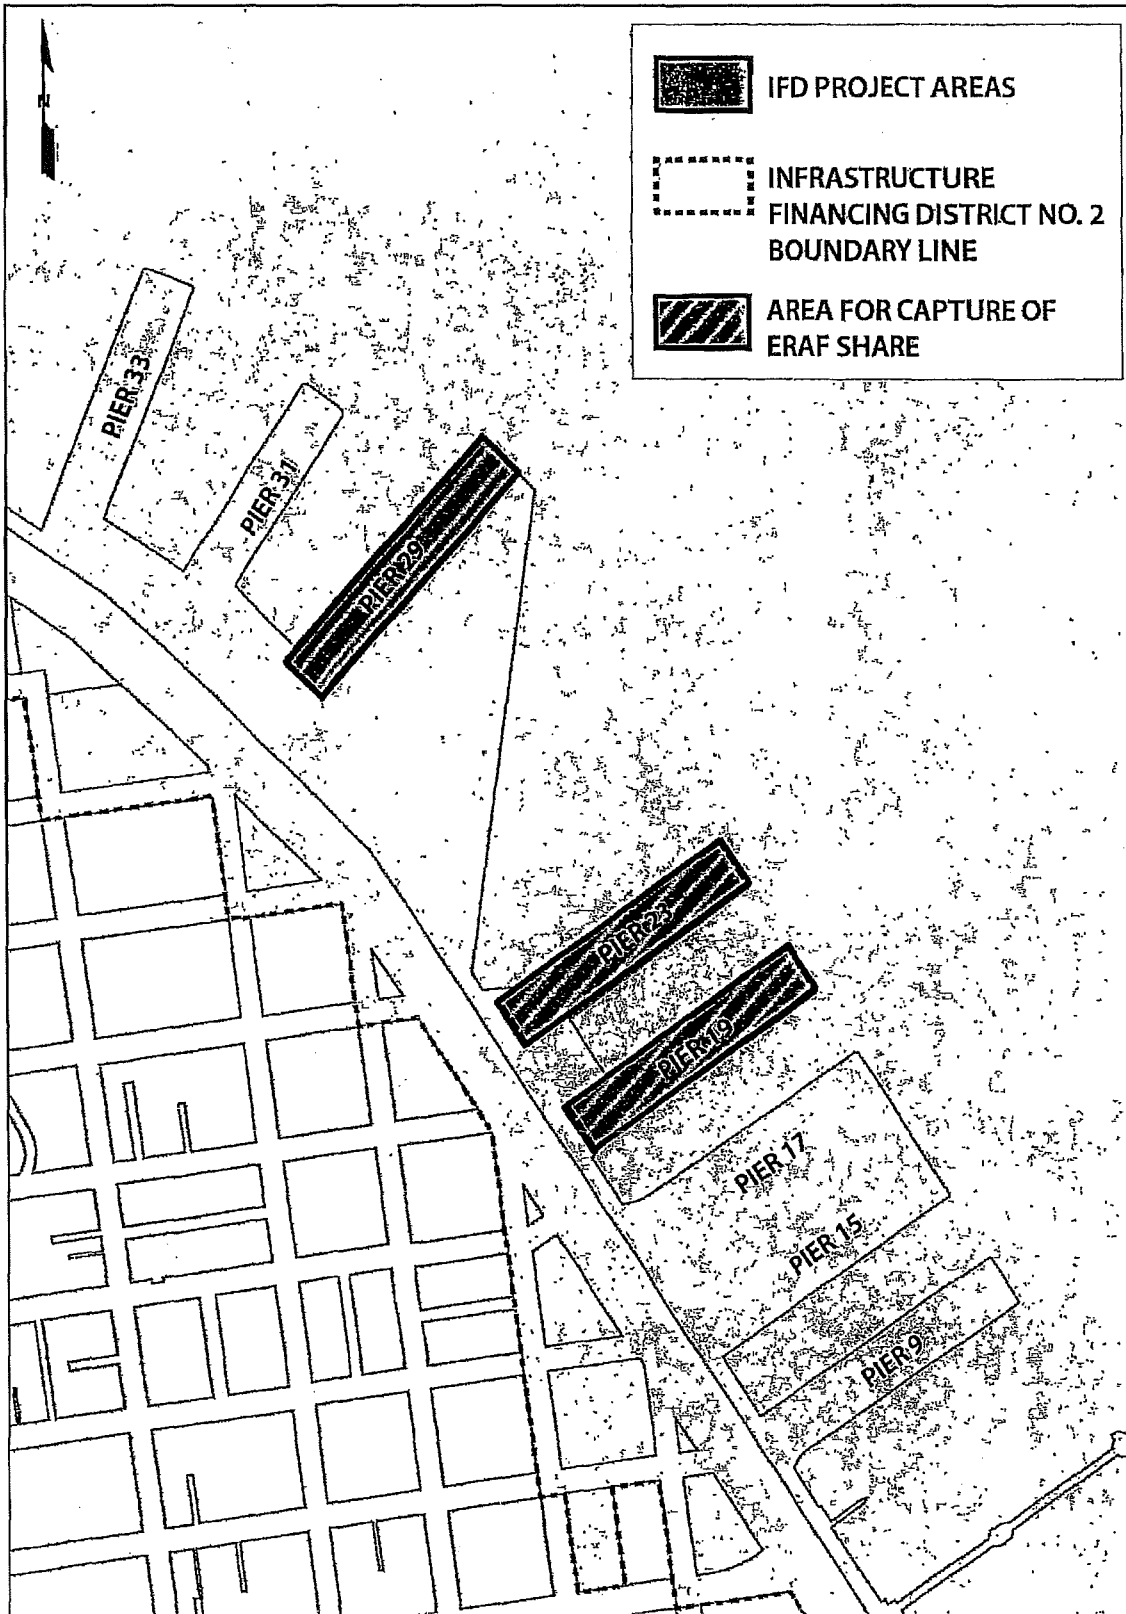 N
IFD PROJECT AREAS
INFRASTRUCTURE
FINANCING DISTRICT NO. 2
BOUNDARY LINE
AREA FOR CAPTURE OF
ERAF SHARE
PIER 33
PIER 31
PIER 29
PIER 23
PIER 19
PIER 17
PIER 15
PIER 9